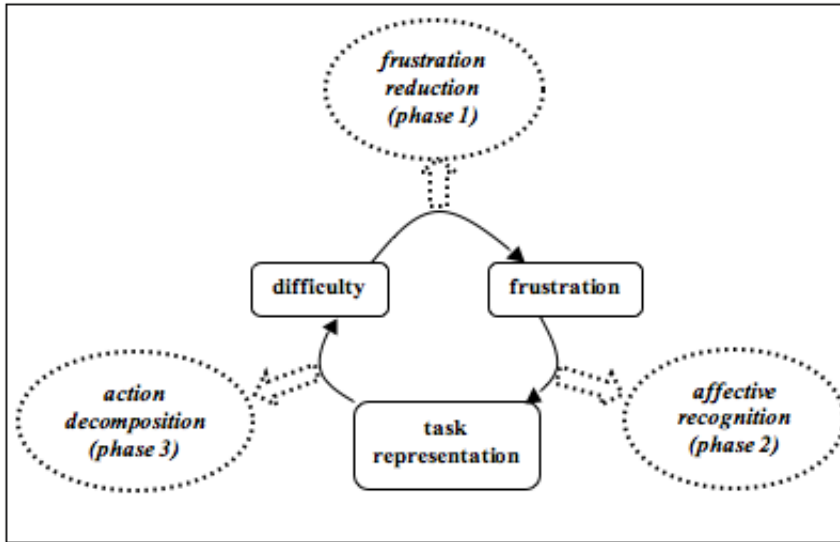 frustration
reduction
(phase 1)
difficulty
frustration
action
decomposition
(phase 3)
task
representation
affective
recognition
(phase 2)